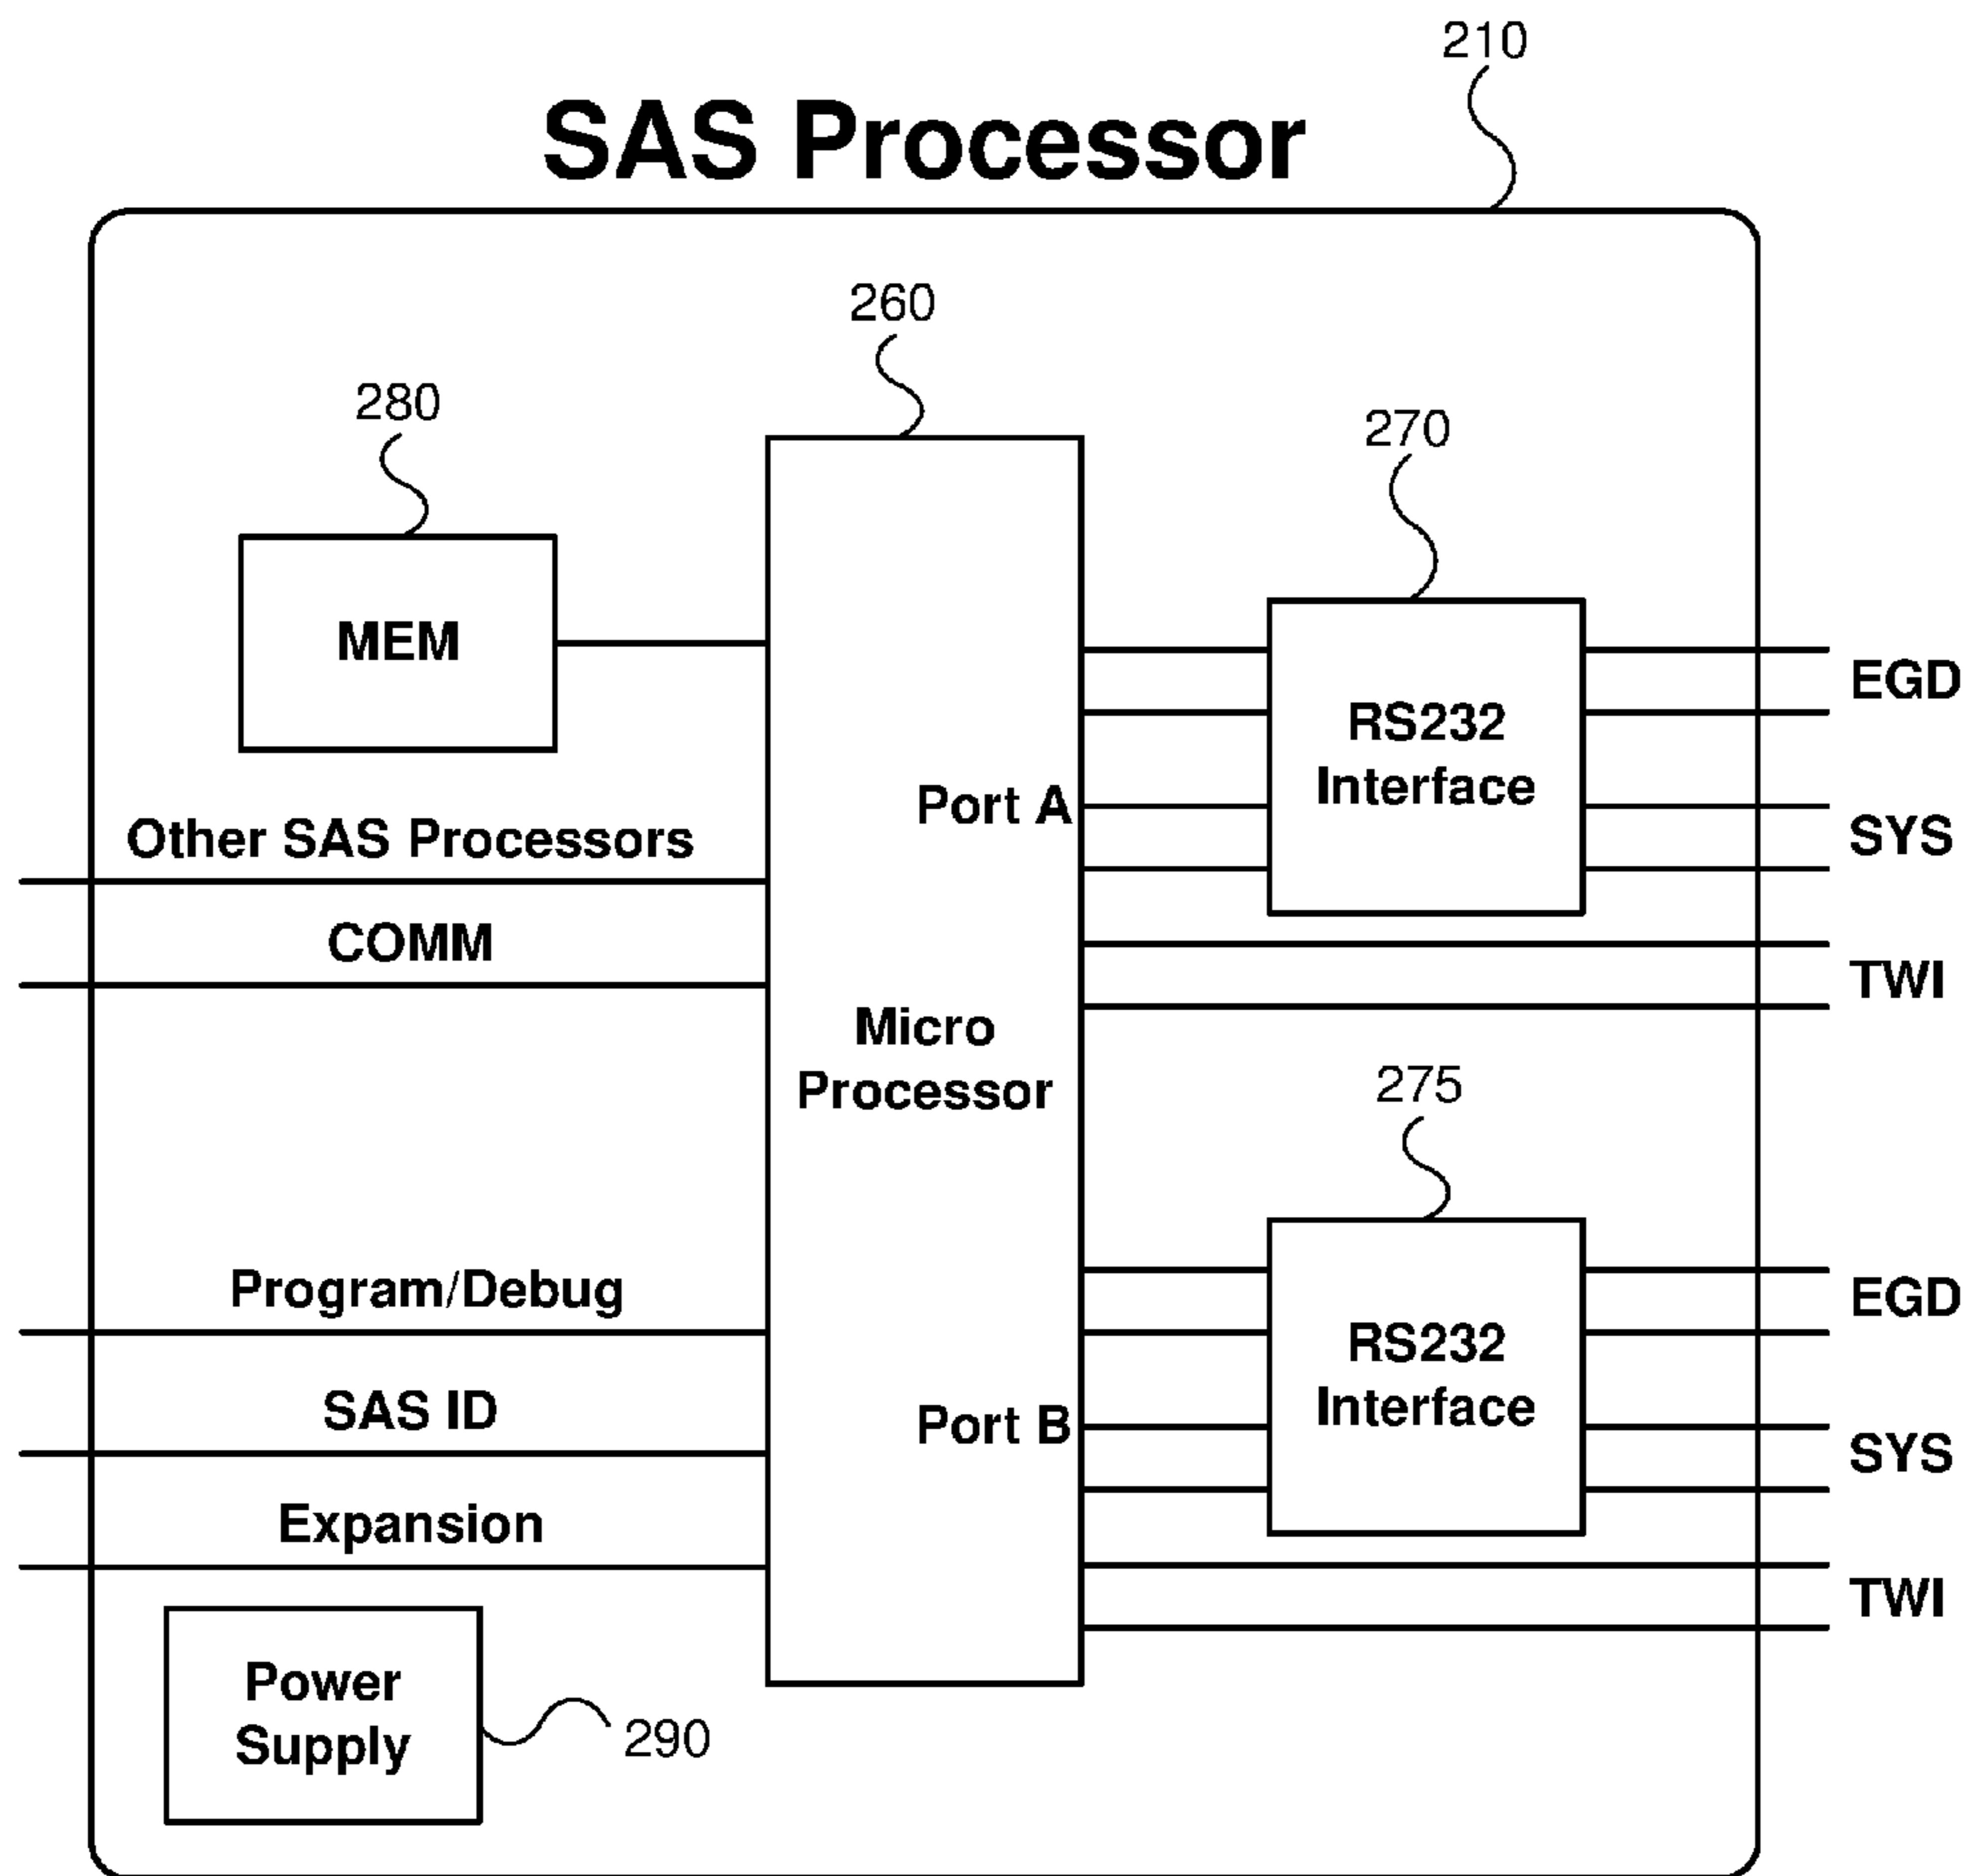 210
SAS Processor
260
280
270
MEM
EGD
RS232
Interface
Port A
SYS
Other SAS Processors
COMM
TWI
Micro
Processor
275
Program/Debug
EGD
RS232
Interface
SAS ID
Port B
SYS
Expansion
TWI
Power
Supply
290